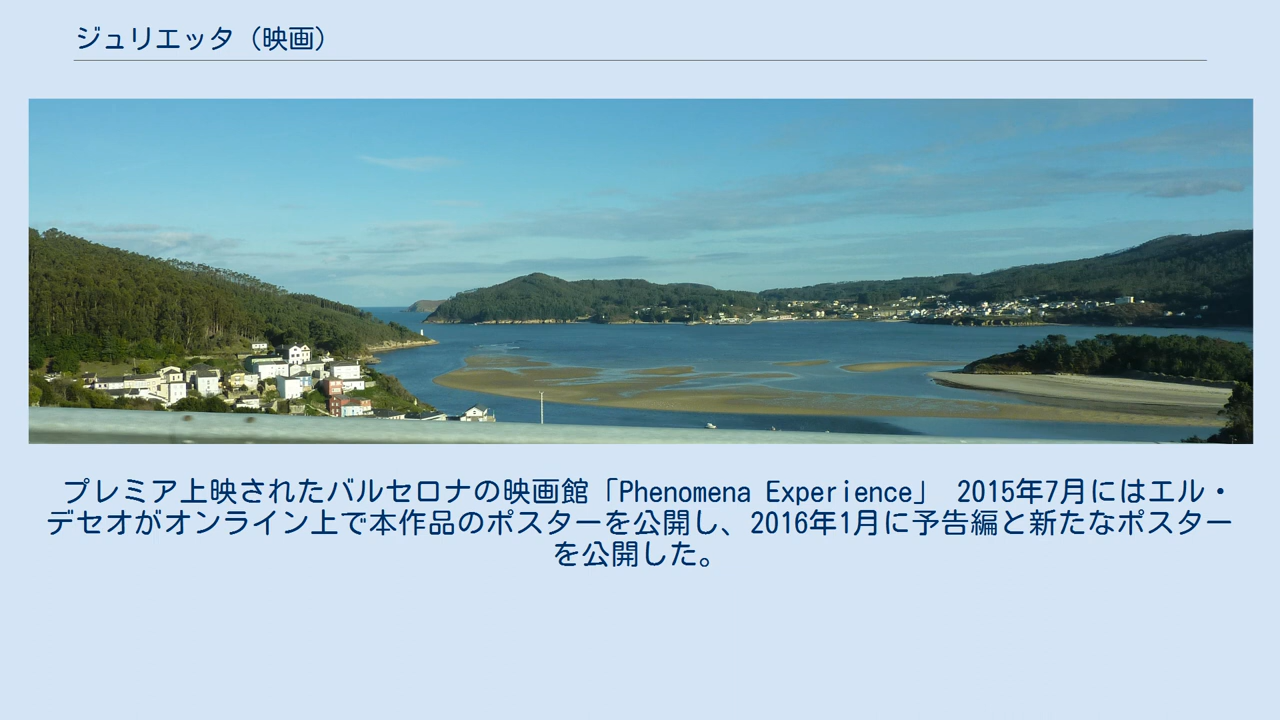 ジュリエッタ（映画）
プレミア上映されたバルセロナの映画館「Phenomena Experience」 2015年7月にはエル・
デセオがオンライン上で本作品のポスターを公開し、2016年1月に予告編と新たなポスター
を公開した。